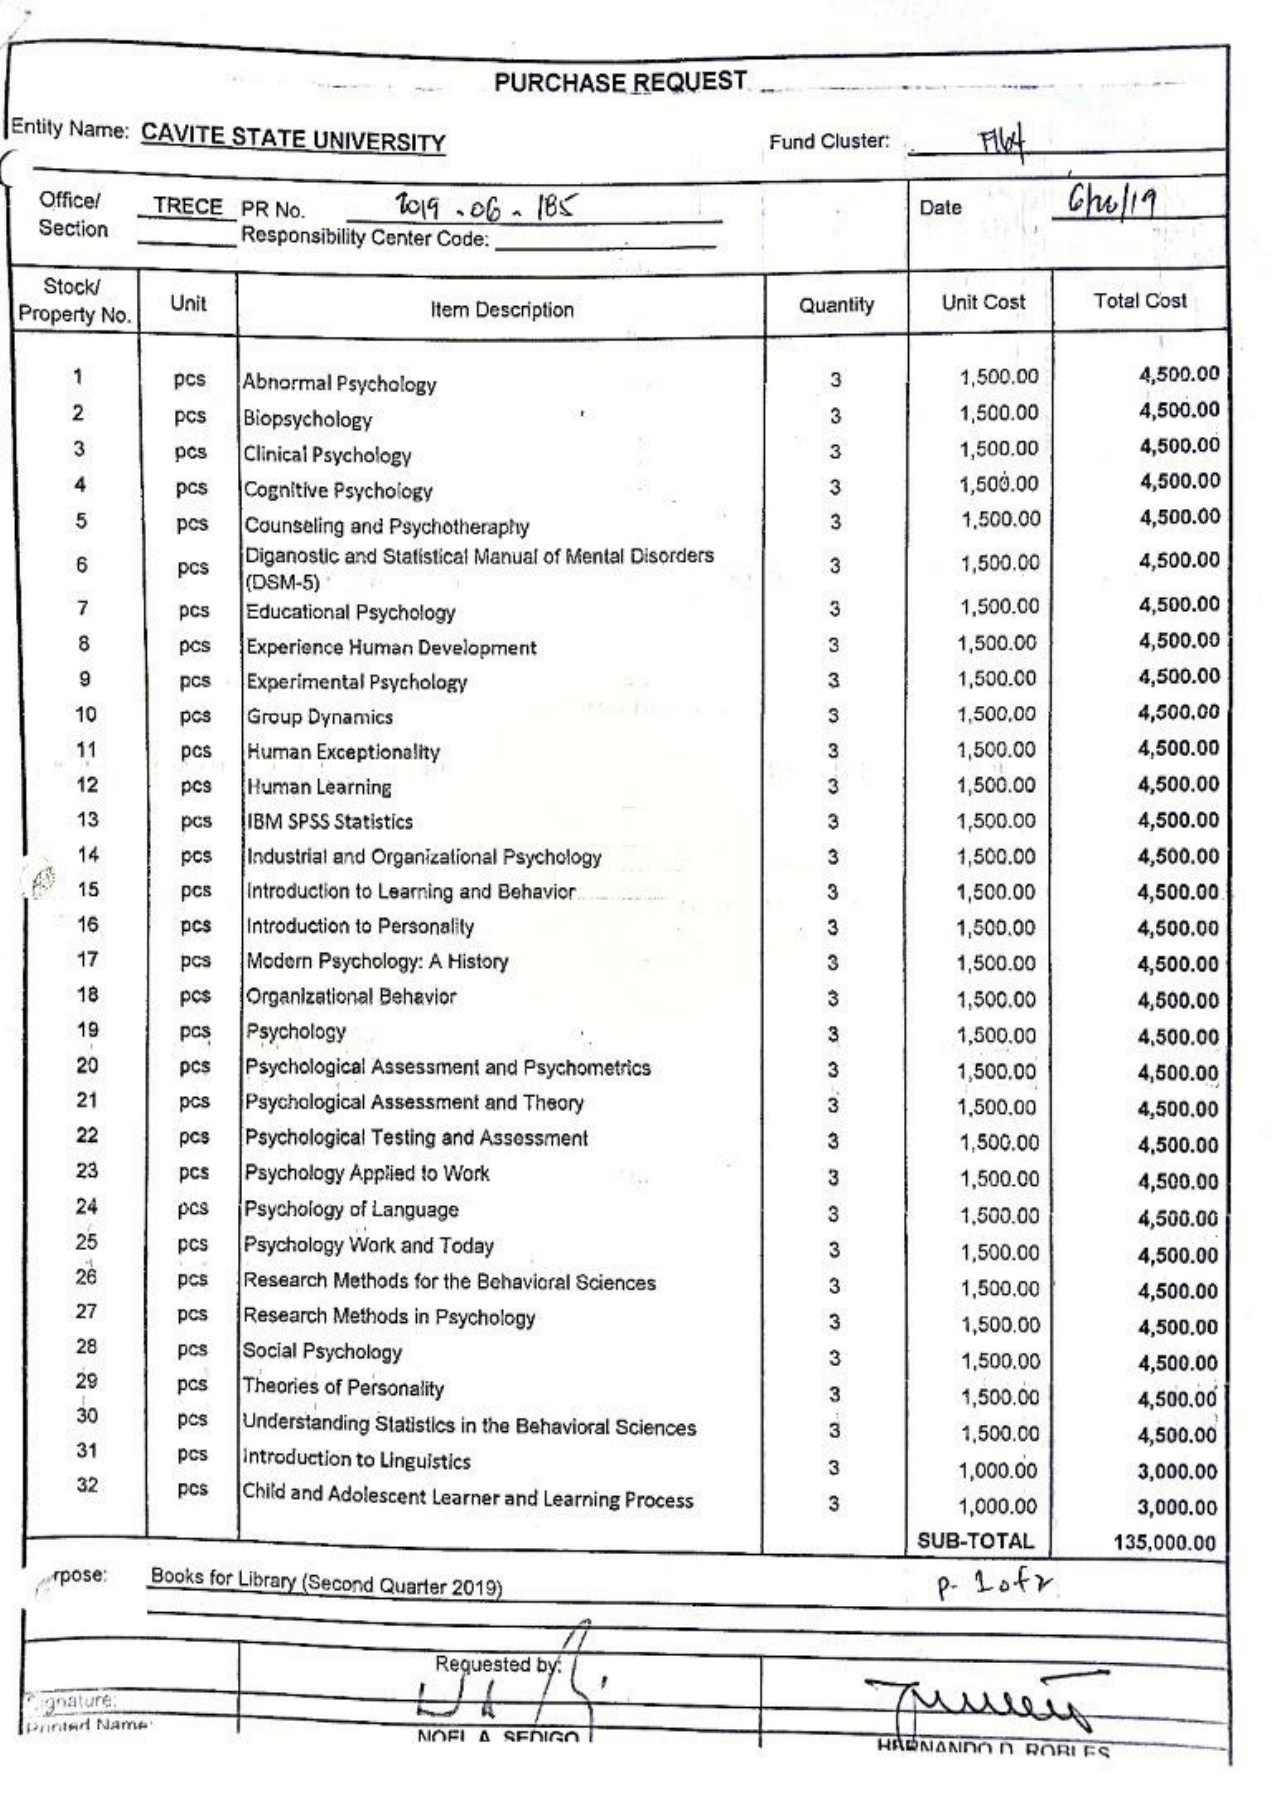 PURCHASE REQUEST
Entity Name: CAVITE STATE UNIVERSITY Fund Cluster:
Office/ Section TRECE PR No. 2019-06-185 Date
Responsibility Center Code:
Stock/ Property No. Unit Item Description Quantity Unit Cost Total Cost
1 pcs Abnormal Psychology 3 1,500.00 4,500.00
2 pcs Biopsychology 3 1,500.00 4,500.00
3 pcs Clinical Psychology 3 1,500.00 4,500.00
4 pcs Cognitive Psychology 3 1,500.00 4,500.00
5 pcs Counseling and Psychotheraphy 3 1,500.00 4,500.00
6 pcs Diganostic and Statistical Manual of Mental Disorders (DSM-5) 3 1,500.00 4,500.00
7 pcs Educational Psychology 3 1,500.00 4,500.00
8 pcs Experience Human Development 3 1,500.00 4,500.00
9 pcs Experimental Psychology 3 1,500.00 4,500.00
10 pcs Group Dynamics 3 1,500.00 4,500.00
11 pcs Human Exceptionality 3 1,500.00 4,500.00
12 pcs Human Learning 3 1,500.00 4,500.00
13 pcs IBM SPSS Statistics 3 1,500.00 4,500.00
14 pcs Industrial and Organizational Psychology 3 1,500.00 4,500.00
15 pcs Introduction to Learning and Behavior 3 1,500.00 4,500.00
16 pcs Introduction to Personality 3 1,500.00 4,500.00
17 pcs Modern Psychology: A History 3 1,500.00 4,500.00
18 pcs Organizational Behavior 3 1,500.00 4,500.00
19 pcs Psychology 3 1,500.00 4,500.00
20 pcs Psychological Assessment and Psychometrics 3 1,500.00 4,500.00
21 pcs Psychological Assessment and Theory 3 1,500.00 4,500.00
22 pcs Psychological Testing and Assessment 3 1,500.00 4,500.00
23 pcs Psychology Applied to Work 3 1,500.00 4,500.00
24 pcs Psychology of Language 3 1,500.00 4,500.00
25 pcs Psychology Work and Today 3 1,500.00 4,500.00
26 pcs Research Methods for the Behavioral Sciences 3 1,500.00 4,500.00
27 pcs Research Methods in Psychology 3 1,500.00 4,500.00
28 pcs Social Psychology 3 1,500.00 4,500.00
29 pcs Theories of Personality 3 1,500.00 4,500.00
30 pcs Understanding Statistics in the Behavioral Sciences 3 1,500.00 4,500.00
31 pcs Introduction to Linguistics 3 1,000.00 3,000.00
32 pcs Child and Adolescent Learner and Learning Process 3 1,000.00 3,000.00
SUB-TOTAL 135,000.00
rpose: Books for Library (Second Quarter 2019) p. 1 of 2
Requested by:
Signature:
Printed Name: NOEL A. SEDIGO HERNANDO D. ROBLES